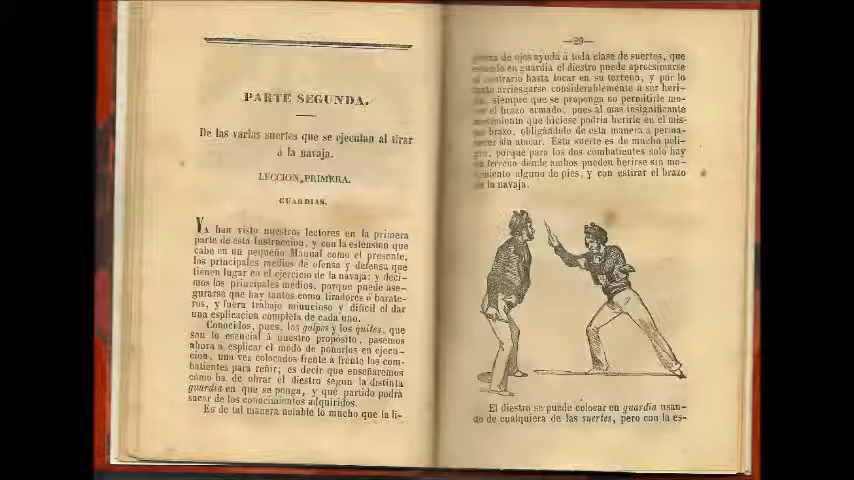 PARTE SEGUNDA.
De las varias suertes que se ejecutan al tirar
á la navaja.
LECCION PRIMERA.
GUARDIAS.
YA han visto nuestros lectores en la primera
parte de esta Instruccion, y con la estension que
cabe en un pequeño Manual como el presente,
los principales medios de ofensa y defensa que
tienen lugar en el ejercicio de la navaja; y deci-
mos los principales medios, porque puede ase-
gurarse que hay tantos como tiradores ó barate-
ros, y fuera trabajo minucioso y difícil el dar
una esplicacion completa de cada uno.
Conocidos, pues, los golpes y los quites, que
son lo esencial á nuestro propósito, pasemos
ahora á esplicar el modo de ponerlos en ejecu-
cion, una vez colocados frente á frente los com-
batientes para reñir; es decir que enseñaremos
cómo ha de obrar el diestro segun la distinta
guardia en que se ponga, y qué partido podrá
sacar de los conocimientos adquiridos.
Es de tal manera notable lo mucho que la li-
—29—
de ojos ayuda á toda clase de suertes, que
en guardia el diestro puede aprocsimarse
contrario hasta tocar en su terreno, y por lo
arriesgarse considerablemente á ser heri-
siempre que se proponga no permitirle mo-
el brazo armado, pues al mas insignificante
que hiciese podria herirle en el mis-
brazo, obligándole de esta manera á perma-
sin atacar. Esta suerte es de mucho peli-
porque para los dos combatientes solo hay
terreno donde ambos pueden herirse sin mo-
alguno de pies, y con estirar el brazo
la navaja.
El diestro se puede colocar en guardia usan-
do de cualquiera de las suertes, pero con la es-